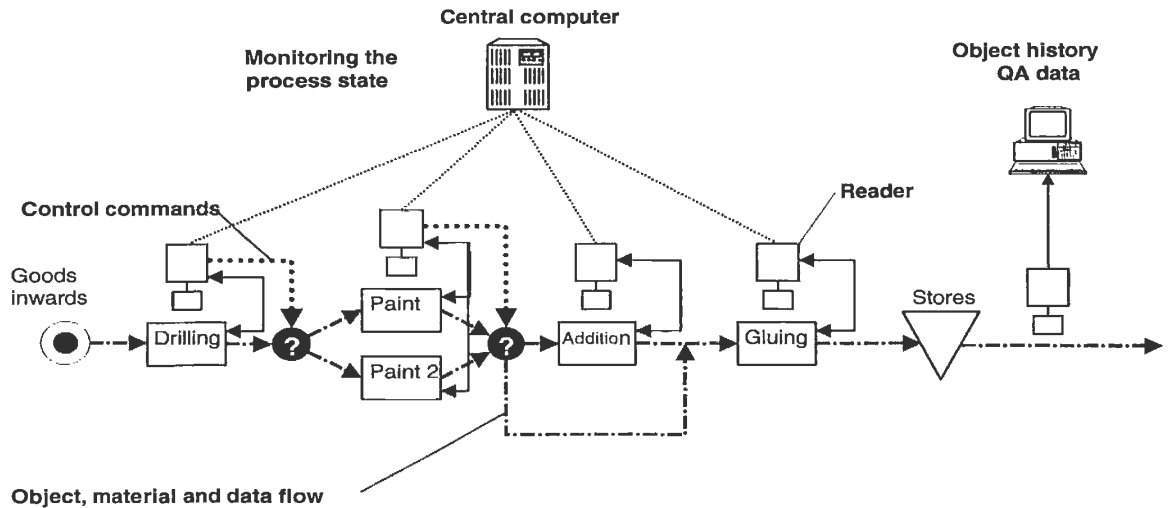 Central computer
Monitoring the
process state
Object history
QA data
Reader
Control commands
Goods
inwards
Paint
Stores
Drilling
?
?
Addition
Gluing
Paint 2
Object, material and data flow